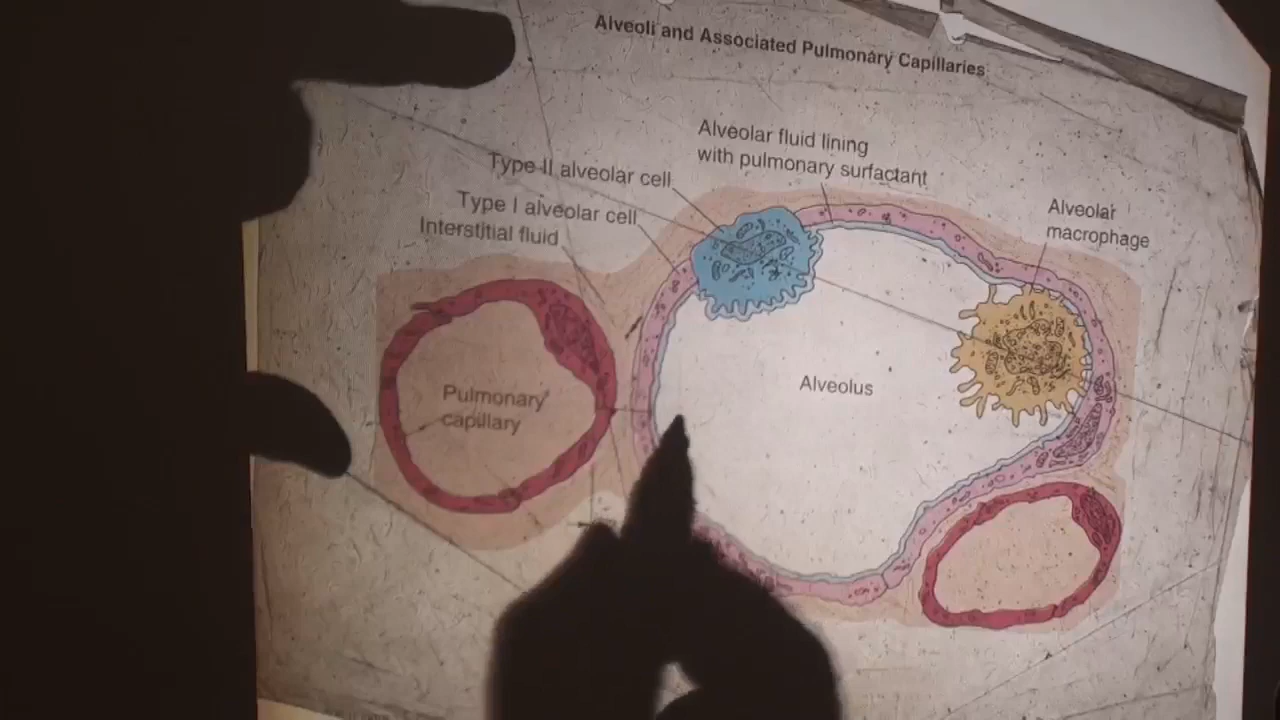 Alveoli and Associated Pulmonary Capillaries
Alveolar fluid lining
with pulmonary surfactant
Type II alveolar cell
Type I alveolar cell
Interstitial fluid
Alveolar
macrophage
Alveolus
Pulmonary
capillary